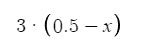 3 · (0.5 − x)